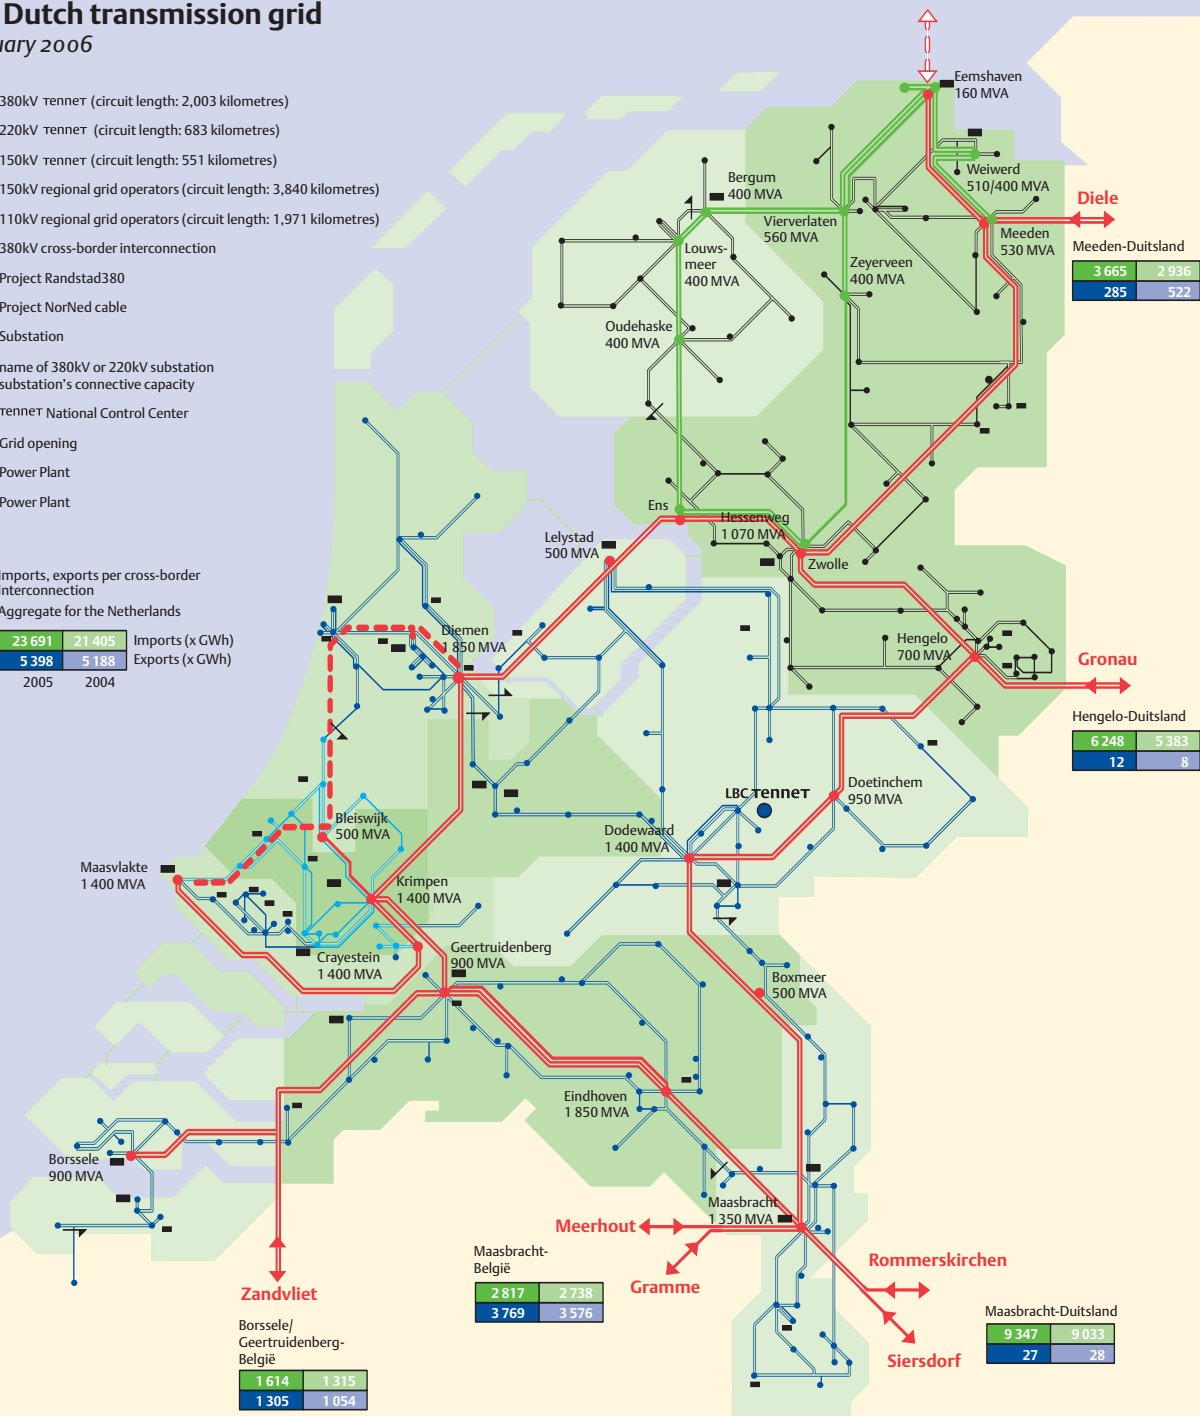 Dutch transmission grid
uary 2006
380kV TenneT (circuit length: 2,003 kilometres)
220kV TenneT (circuit length: 683 kilometres)
150kV TenneT (circuit length: 551 kilometres)
150kV regional grid operators (circuit length: 3,840 kilometres)
110kV regional grid operators (circuit length: 1,971 kilometres)
380kV cross-border interconnection
Project Randstad380
Project NorNed cable
Substation
name of 380kV or 220kV substation
substation's connective capacity
TenneT National Control Center
Grid opening
Power Plant
Power Plant
Imports, exports per cross-border
interconnection
Aggregate for the Netherlands
23 691 21 405 Imports (x GWh)
5 398 5 188 Exports (x GWh)
2005 2004
Eemshaven
160 MVA
Weiwerd
510/400 MVA
Bergum
400 MVA
Vierverlaten
560 MVA
Diele
Meeden
530 MVA
Meeden-Duitsland
3 665 2 936
285 522
Louws-
meer
400 MVA
Zeyerveen
400 MVA
Oudehaske
400 MVA
Ens
Hessenweg
1 070 MVA
Lelystad
500 MVA
Zwolle
Diemen
1 850 MVA
Hengelo
700 MVA
Gronau
Hengelo-Duitsland
6 248 5 383
12 8
Doetinchem
950 MVA
LBC TenneT
Bleiswijk
500 MVA
Dodewaard
1 400 MVA
Maasvlakte
1 400 MVA
Krimpen
1 400 MVA
Crayestein
1 400 MVA
Geertruidenberg
900 MVA
Boxmeer
500 MVA
Eindhoven
1 850 MVA
Borssele
900 MVA
Maasbracht
1 350 MVA
Meerhout
Gramme
Rommerskirchen
Siersdorf
Zandvliet
Maasbracht-
België
2 817 2 738
3 769 3 576
Maasbracht-Duitsland
9 347 9 033
27 28
Borssele/
Geertruidenberg-
België
1 614 1 315
1 305 1 054